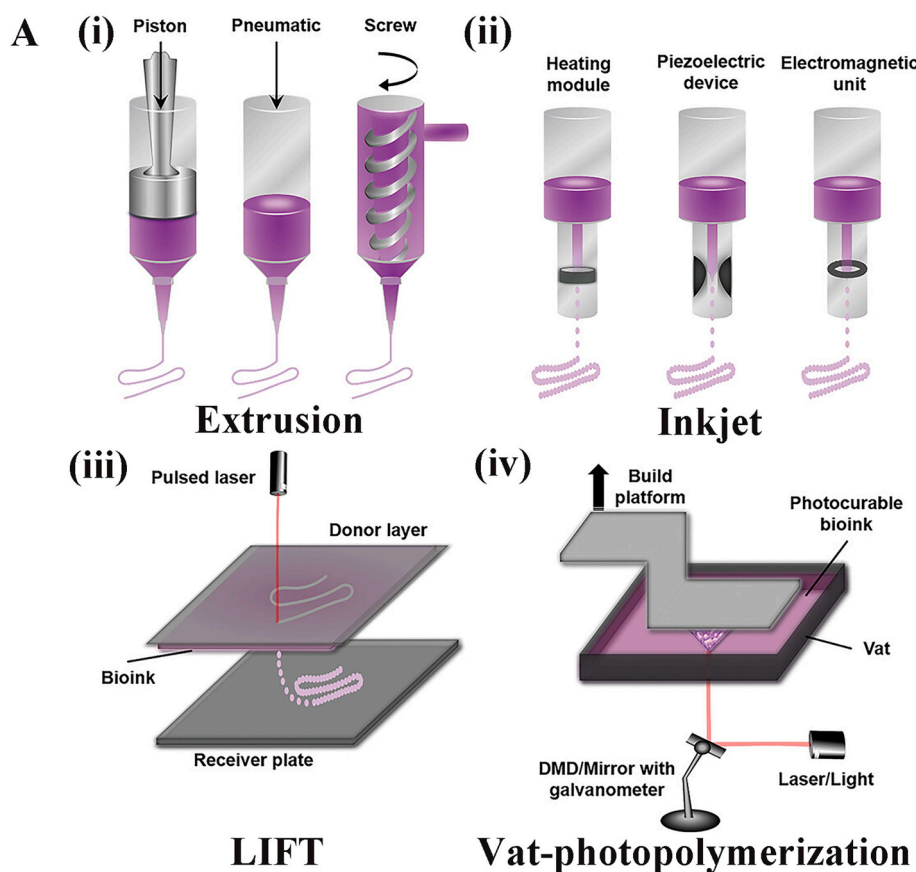 A
(i)
Piston
Pneumatic
Screw
Extrusion
(ii)
Heating
module
Piezoelectric
device
Electromagnetic
unit
Inkjet
(iii)
Pulsed laser
Donor layer
Bioink
Receiver plate
LIFT
(iv)
Build
platform
Photocurable
bioink
Vat
DMD/Mirror with
galvanometer
Laser/Light
Vat-photopolymerization